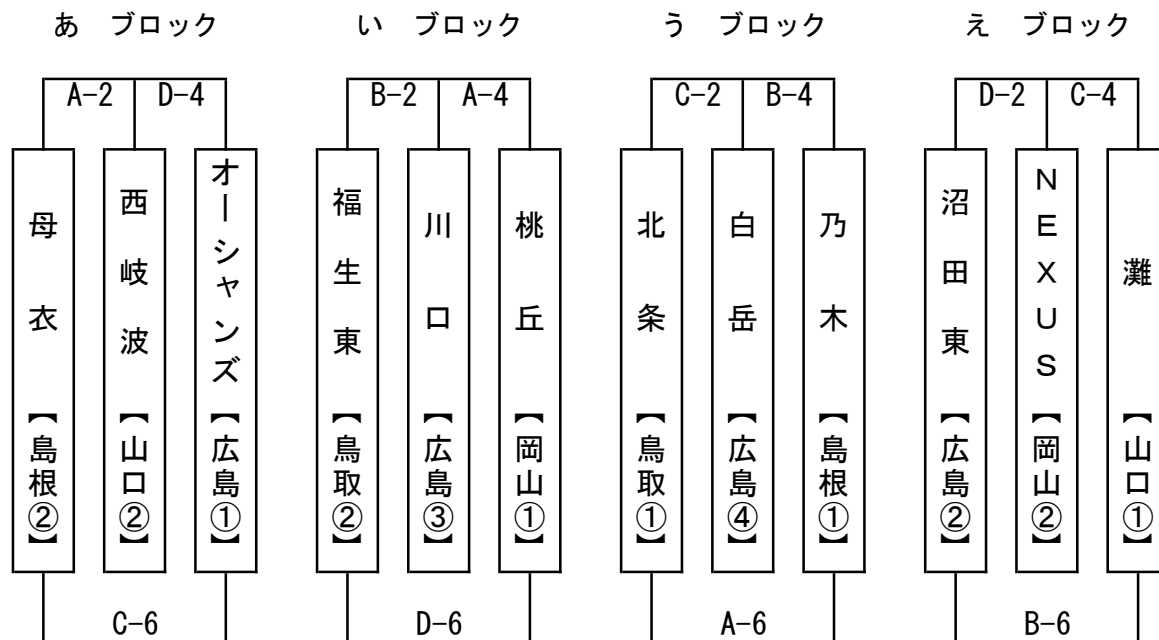 あ ブロック
い ブロック
う ブロック
え ブロック
A-2 D-4
B-2 A-4
C-2 B-4
D-2 C-4
母衣【島根②】
西岐波【山口②】
オーシャンズ【広島①】
福生東【鳥取②】
川口【広島③】
桃丘【岡山①】
北条【鳥取①】
白岳【広島④】
乃木【島根①】
沼田東【広島②】
NEXUS【岡山②】
灘【山口①】
C-6
D-6
A-6
B-6